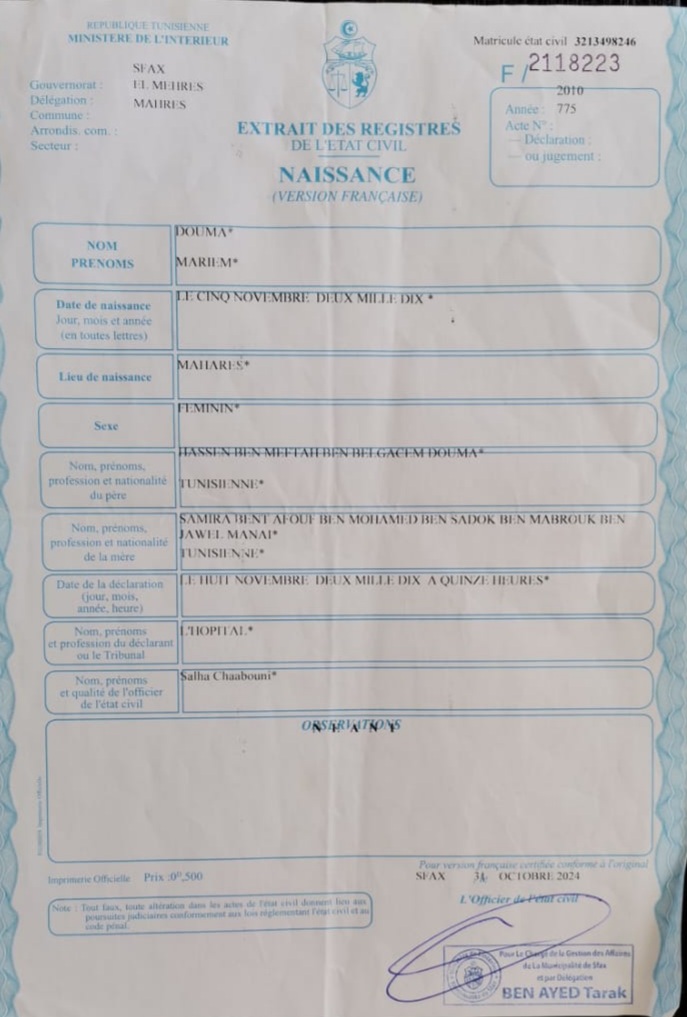 REPUBLIQUE TUNISIENNE
MINISTERE DE L'INTERIEUR
Gouvernorat : SFAX
Délégation : EL MEHRES
Commune : MAHRES
Arrondis. com. :
Secteur :
Matricule état civil 3213498246
F/2118223
2010
Année : 775
Acte N° :
— Déclaration :
— ou jugement :
EXTRAIT DES REGISTRES
DE L'ETAT CIVIL
NAISSANCE
(VERSION FRANÇAISE)
NOM
PRENOMS
DOUMA*
MARIEM*
Date de naissance
Jour, mois et année
(en toutes lettres)
LE CINQ NOVEMBRE DEUX MILLE DIX *
Lieu de naissance
MAHARES*
Sexe
FEMININ*
Nom, prénoms,
profession et nationalité
du père
HASSEN BEN MEFTAH BEN BELGACEM DOUMA*
TUNISIENNE*
Nom, prénoms,
profession et nationalité
de la mère
SAMIRA BENT AFOUF BEN MOHAMED BEN SADOK BEN MABROUK BEN
JAWEL MANAI*
TUNISIENNE*
Date de la déclaration
(jour, mois,
année, heure)
LE HUIT NOVEMBRE DEUX MILLE DIX A QUINZE HEURES*
Nom, prénoms
et profession du déclarant
ou le Tribunal
L'HOPITAL*
Nom, prénoms
et qualité de l'officier
de l'état civil
Salha Chaabouni*
OBSERVATIONS
N E A N T
Pour version française certifiée conforme à l'original
SFAX 31 OCTOBRE 2024
L'Officier de l'état civil
Imprimerie Officielle Prix :0ᴰ,500
Note : Tout faux, toute altération dans les actes de l'état civil donnent lieu aux
poursuites judiciaires conformement aux lois réglementant l'état civil et au
code pénal.
Pour Le Chargé de la Gestion des Affaires
de La Municipalité de Sfax
et par Délégation
BEN AYED Tarak